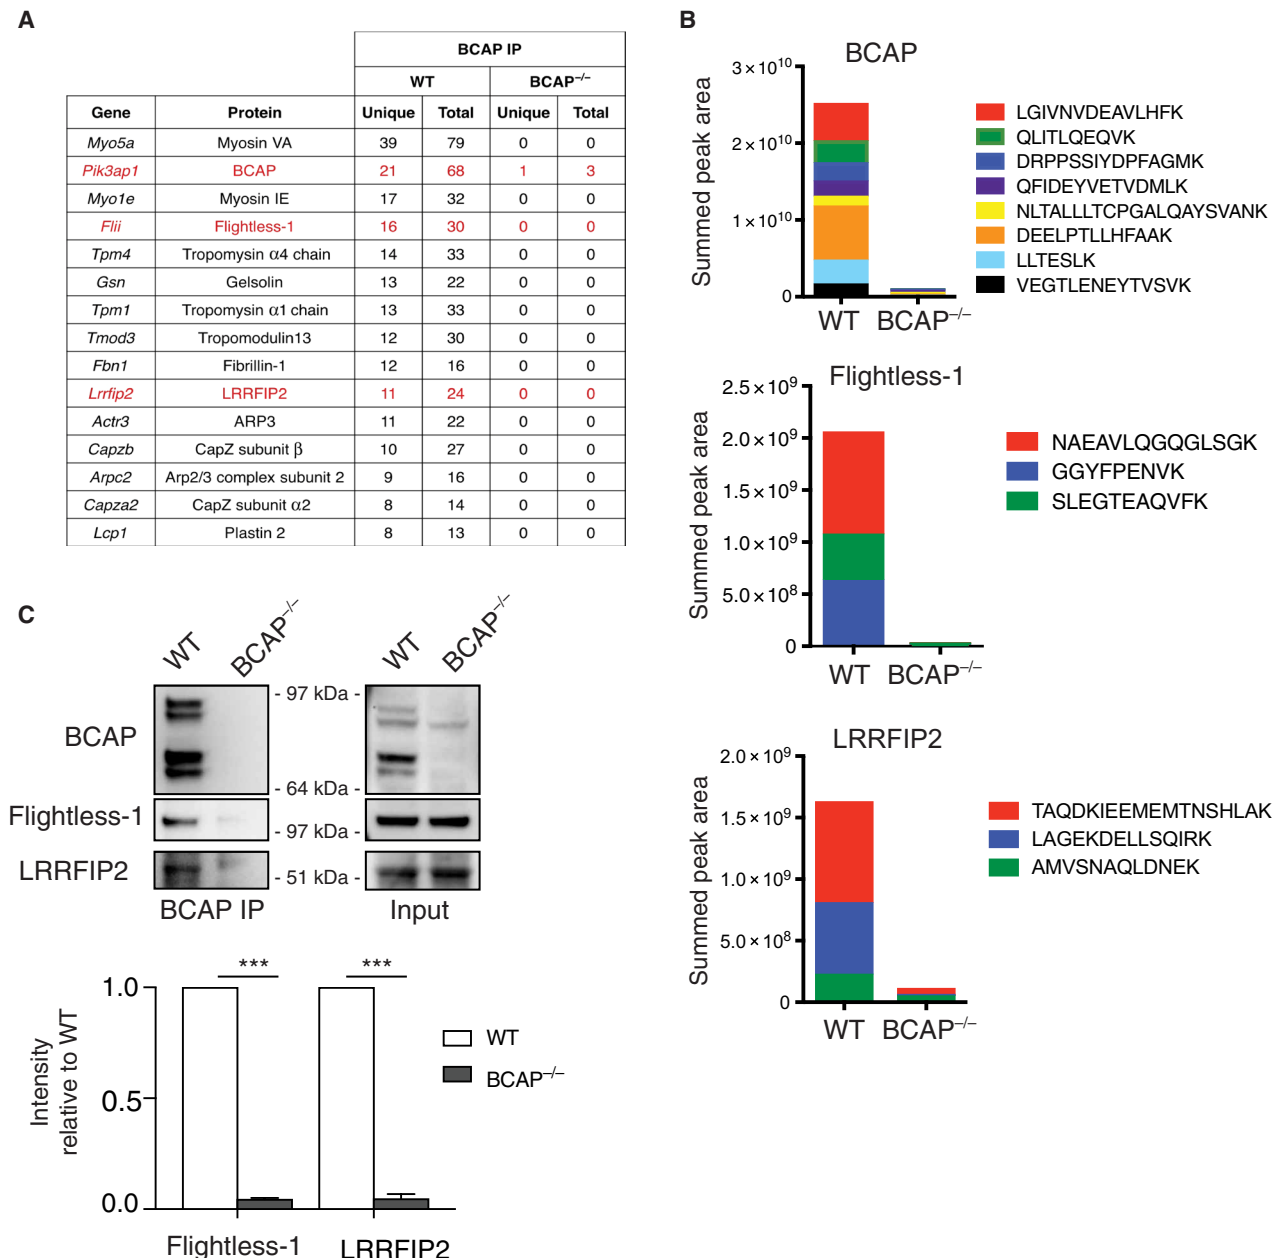 A
BCAP IP
WT BCAP–/–
Gene Protein Unique Total Unique Total
Myo5a Myosin VA 39 79 0 0
Pik3ap1 BCAP 21 68 1 3
Myo1e Myosin IE 17 32 0 0
Flii Flightless-1 16 30 0 0
Tpm4 Tropomysin α4 chain 14 33 0 0
Gsn Gelsolin 13 22 0 0
Tpm1 Tropomysin α1 chain 13 33 0 0
Tmod3 Tropomodulin13 12 30 0 0
Fbn1 Fibrillin-1 12 16 0 0
Lrrfip2 LRRFIP2 11 24 0 0
Actr3 ARP3 11 22 0 0
Capzb CapZ subunit β 10 27 0 0
Arpc2 Arp2/3 complex subunit 2 9 16 0 0
Capza2 CapZ subunit α2 8 14 0 0
Lcp1 Plastin 2 8 13 0 0
B
BCAP
Summed peak area
3×10¹⁰
2×10¹⁰
1×10¹⁰
0
WT BCAP–/–
LGIVNVDEAVLHFK
QLITLQEQVK
DRPPSSIYDPFAGMK
QFIDEYVETVDMLK
NLTALLLTCPGALQAYSVANK
DEELPTLLHFAAK
LLTESLK
VEGTLENEYTVSVK
Flightless-1
Summed peak area
2.5×10⁹
2.0×10⁹
1.5×10⁹
1.0×10⁹
5.0×10⁸
0
WT BCAP–/–
NAEAVLQGQGLSGK
GGYFPENVK
SLEGTEAQVFK
LRRFIP2
Summed peak area
2.0×10⁹
1.5×10⁹
1.0×10⁹
5.0×10⁸
0
WT BCAP–/–
TAQDKIEEMEMTNSHLAK
LAGEKDELLSQIRK
AMVSNAQLDNEK
C
WT BCAP–/– WT BCAP–/–
BCAP
- 97 kDa -
- 64 kDa -
Flightless-1
- 97 kDa -
LRRFIP2
- 51 kDa -
BCAP IP Input
Intensity
relative to WT
1.0
0.5
0.0
*** ***
WT
BCAP–/–
Flightless-1 LRRFIP2